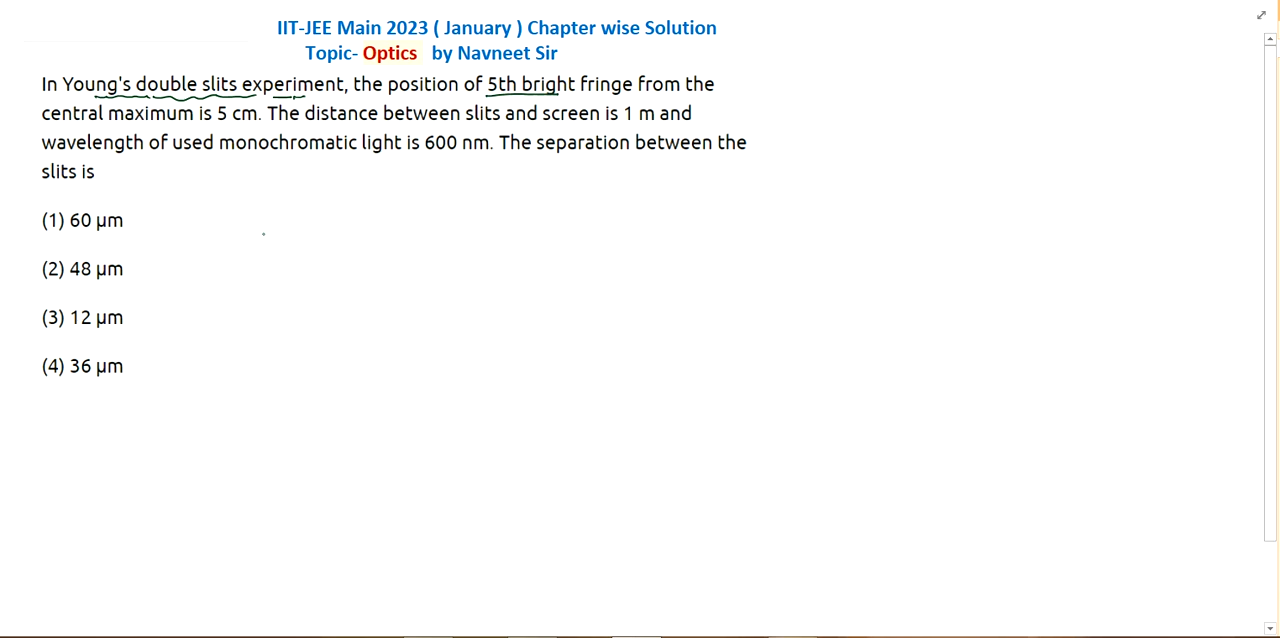 IIT-JEE Main 2023 ( January ) Chapter wise Solution
Topic- Optics by Navneet Sir
In Young's double slits experiment, the position of 5th bright fringe from the
central maximum is 5 cm. The distance between slits and screen is 1 m and
wavelength of used monochromatic light is 600 nm. The separation between the
slits is
(1) 60 μm
(2) 48 μm
(3) 12 μm
(4) 36 μm